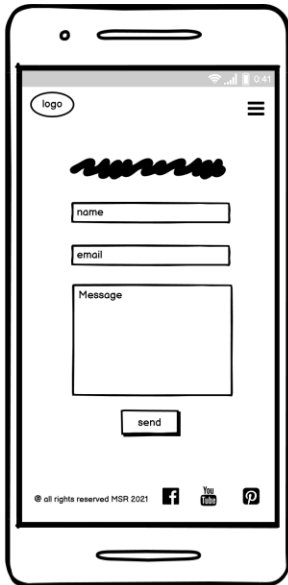 0:41
logo
name
email
Message
send
@ all rights reserved MSR 2021
You
Tube